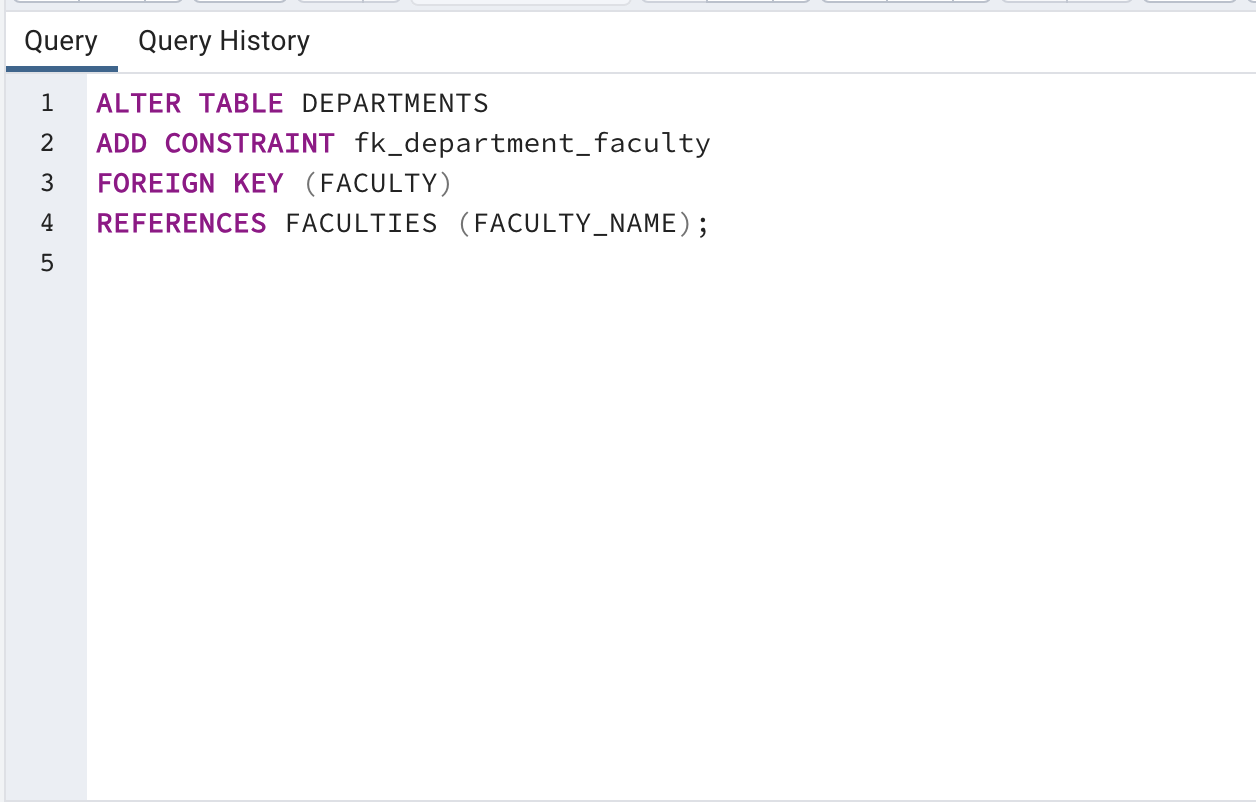 Query Query History
1 ALTER TABLE DEPARTMENTS
2 ADD CONSTRAINT fk_department_faculty
3 FOREIGN KEY (FACULTY)
4 REFERENCES FACULTIES (FACULTY_NAME);
5